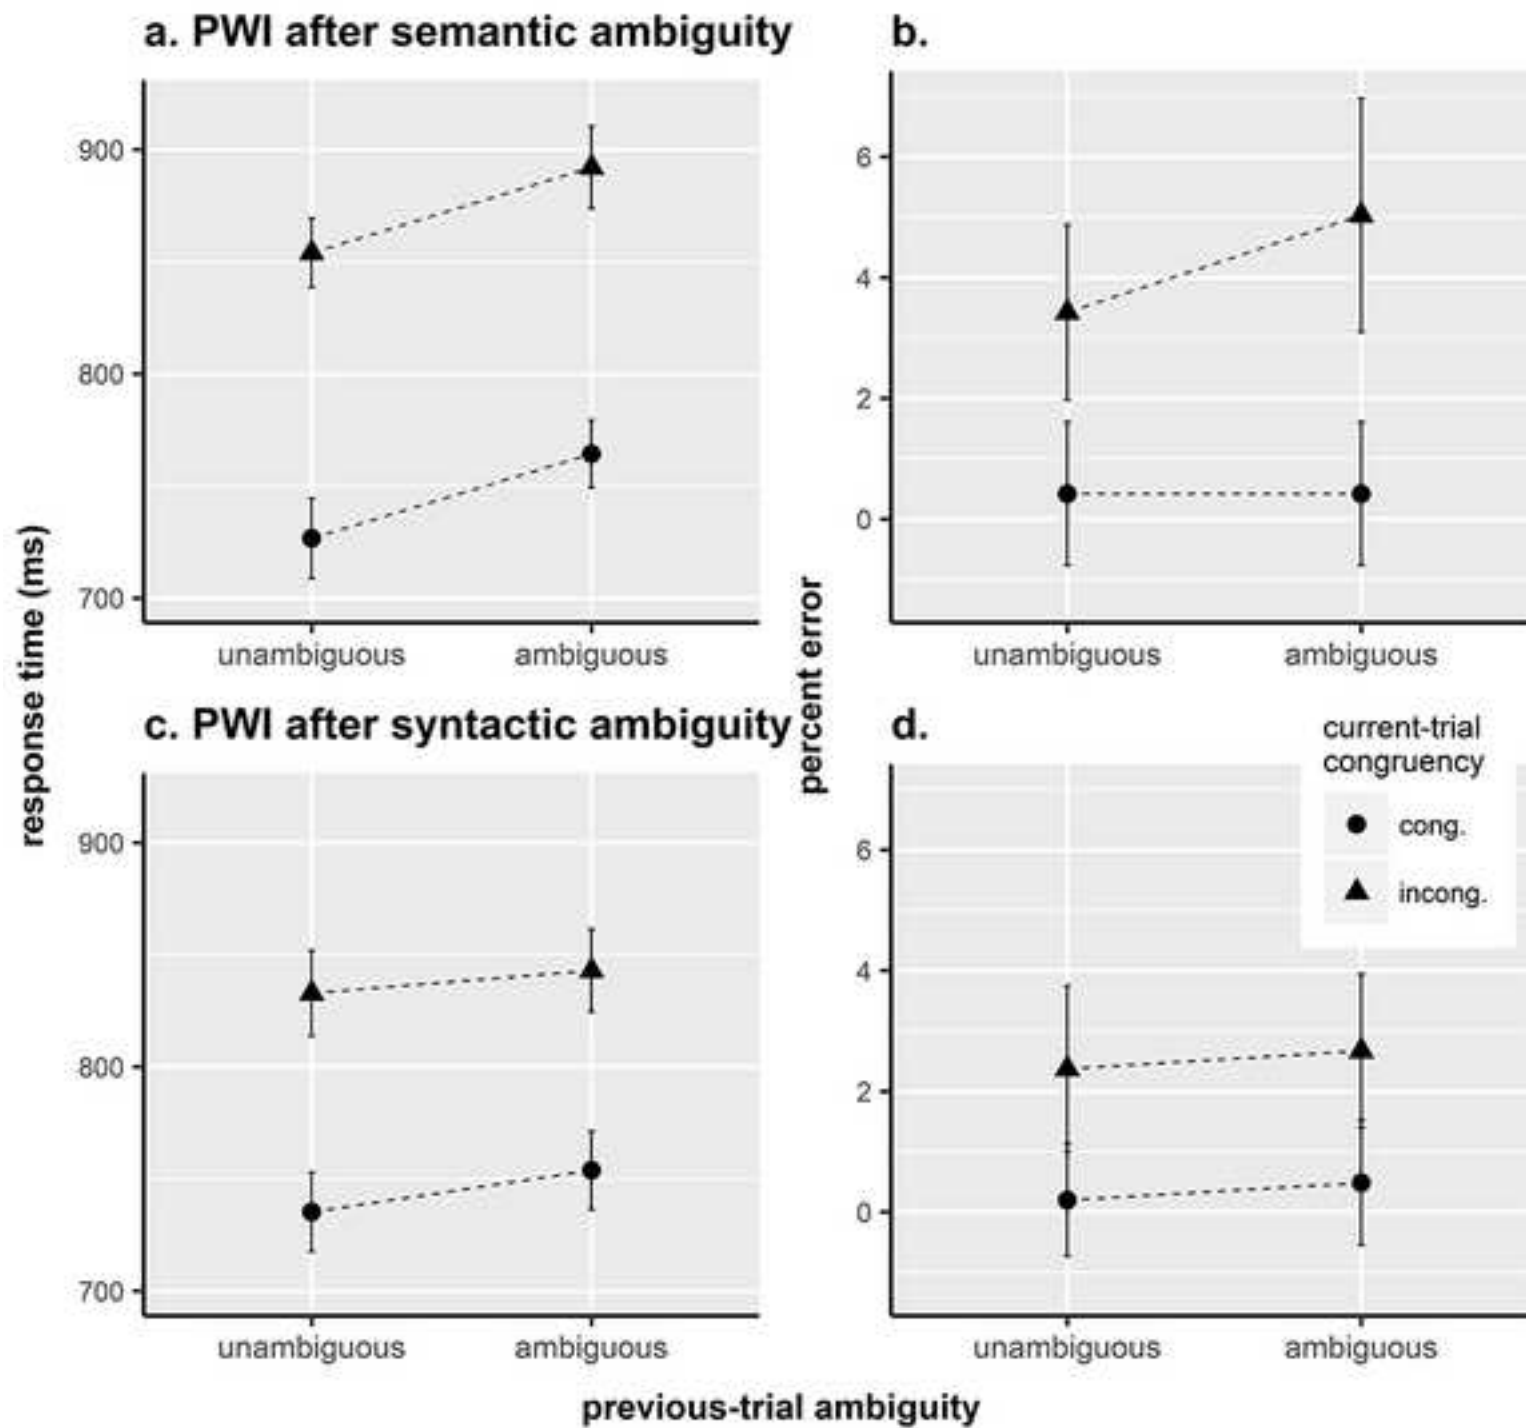 a. PWI after semantic ambiguity
b.
900
800
700
unambiguous
ambiguous
6
4
2
0
unambiguous
ambiguous
response time (ms)
percent error
c. PWI after syntactic ambiguity
d.
900
800
700
unambiguous
ambiguous
6
4
2
0
unambiguous
ambiguous
current-trial
congruency
cong.
incong.
previous-trial ambiguity